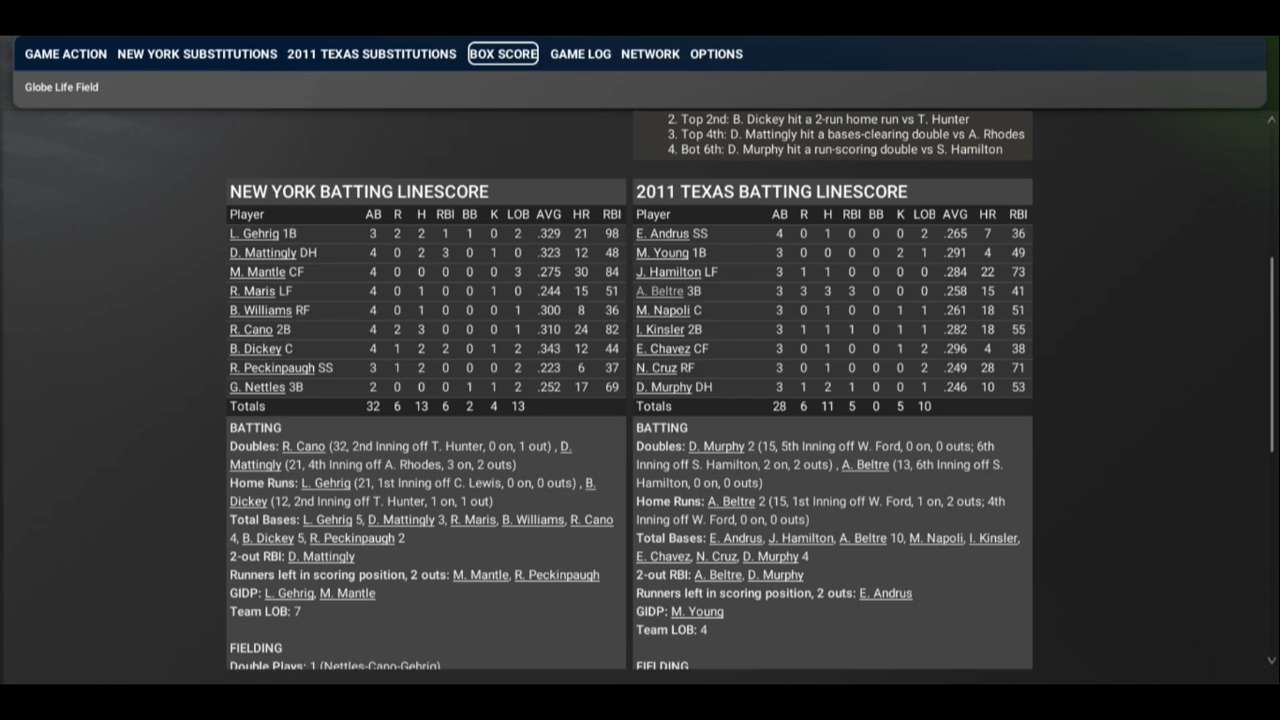 GAME ACTION NEW YORK SUBSTITUTIONS 2011 TEXAS SUBSTITUTIONS BOX SCORE GAME LOG NETWORK OPTIONS
Globe Life Field
2. Top 2nd: B. Dickey hit a 2-run home run vs T. Hunter
3. Top 4th: D. Mattingly hit a bases-clearing double vs A. Rhodes
4. Bot 6th: D. Murphy hit a run-scoring double vs S. Hamilton
NEW YORK BATTING LINESCORE
Player AB R H RBI BB K LOB AVG HR RBI
L. Gehrig 1B 3 2 2 1 1 0 2 .329 21 98
D. Mattingly DH 4 0 2 3 0 1 0 .323 12 48
M. Mantle CF 4 0 0 0 0 0 3 .275 30 84
R. Maris LF 4 0 1 0 0 1 0 .244 15 51
B. Williams RF 4 0 1 0 0 0 1 .300 8 36
R. Cano 2B 4 2 3 0 0 0 1 .310 24 82
B. Dickey C 4 1 2 2 0 1 2 .343 12 44
R. Peckinpaugh SS 3 1 2 0 0 0 2 .223 6 37
G. Nettles 3B 2 0 0 0 1 1 2 .252 17 69
Totals 32 6 13 6 2 4 13
BATTING
Doubles: R. Cano (32, 2nd Inning off T. Hunter, 0 on, 1 out) , D.
Mattingly (21, 4th Inning off A. Rhodes, 3 on, 2 outs)
Home Runs: L. Gehrig (21, 1st Inning off C. Lewis, 0 on, 0 outs) , B.
Dickey (12, 2nd Inning off T. Hunter, 1 on, 1 out)
Total Bases: L. Gehrig 5, D. Mattingly 3, R. Maris, B. Williams, R. Cano
4, B. Dickey 5, R. Peckinpaugh 2
2-out RBI: D. Mattingly
Runners left in scoring position, 2 outs: M. Mantle, R. Peckinpaugh
GIDP: L. Gehrig, M. Mantle
Team LOB: 7
FIELDING
Double Plays: 1 (Nettles-Cano-Gehrig)
2011 TEXAS BATTING LINESCORE
Player AB R H RBI BB K LOB AVG HR RBI
E. Andrus SS 4 0 1 0 0 0 2 .265 7 36
M. Young 1B 3 0 0 0 0 2 1 .291 4 49
J. Hamilton LF 3 1 1 0 0 0 0 .284 22 73
A. Beltre 3B 3 3 3 3 0 0 0 .258 15 41
M. Napoli C 3 0 1 0 0 1 1 .261 18 51
I. Kinsler 2B 3 1 1 1 0 0 1 .282 18 55
E. Chavez CF 3 0 1 0 0 1 2 .296 4 38
N. Cruz RF 3 0 1 0 0 0 2 .249 28 71
D. Murphy DH 3 1 2 1 0 0 1 .246 10 53
Totals 28 6 11 5 0 5 10
BATTING
Doubles: D. Murphy 2 (15, 5th Inning off W. Ford, 0 on, 0 outs; 6th
Inning off S. Hamilton, 2 on, 2 outs) , A. Beltre (13, 6th Inning off S.
Hamilton, 0 on, 0 outs)
Home Runs: A. Beltre 2 (15, 1st Inning off W. Ford, 1 on, 2 outs; 4th
Inning off W. Ford, 0 on, 0 outs)
Total Bases: E. Andrus, J. Hamilton, A. Beltre 10, M. Napoli, I. Kinsler,
E. Chavez, N. Cruz, D. Murphy 4
2-out RBI: A. Beltre, D. Murphy
Runners left in scoring position, 2 outs: E. Andrus
GIDP: M. Young
Team LOB: 4
FIELDING